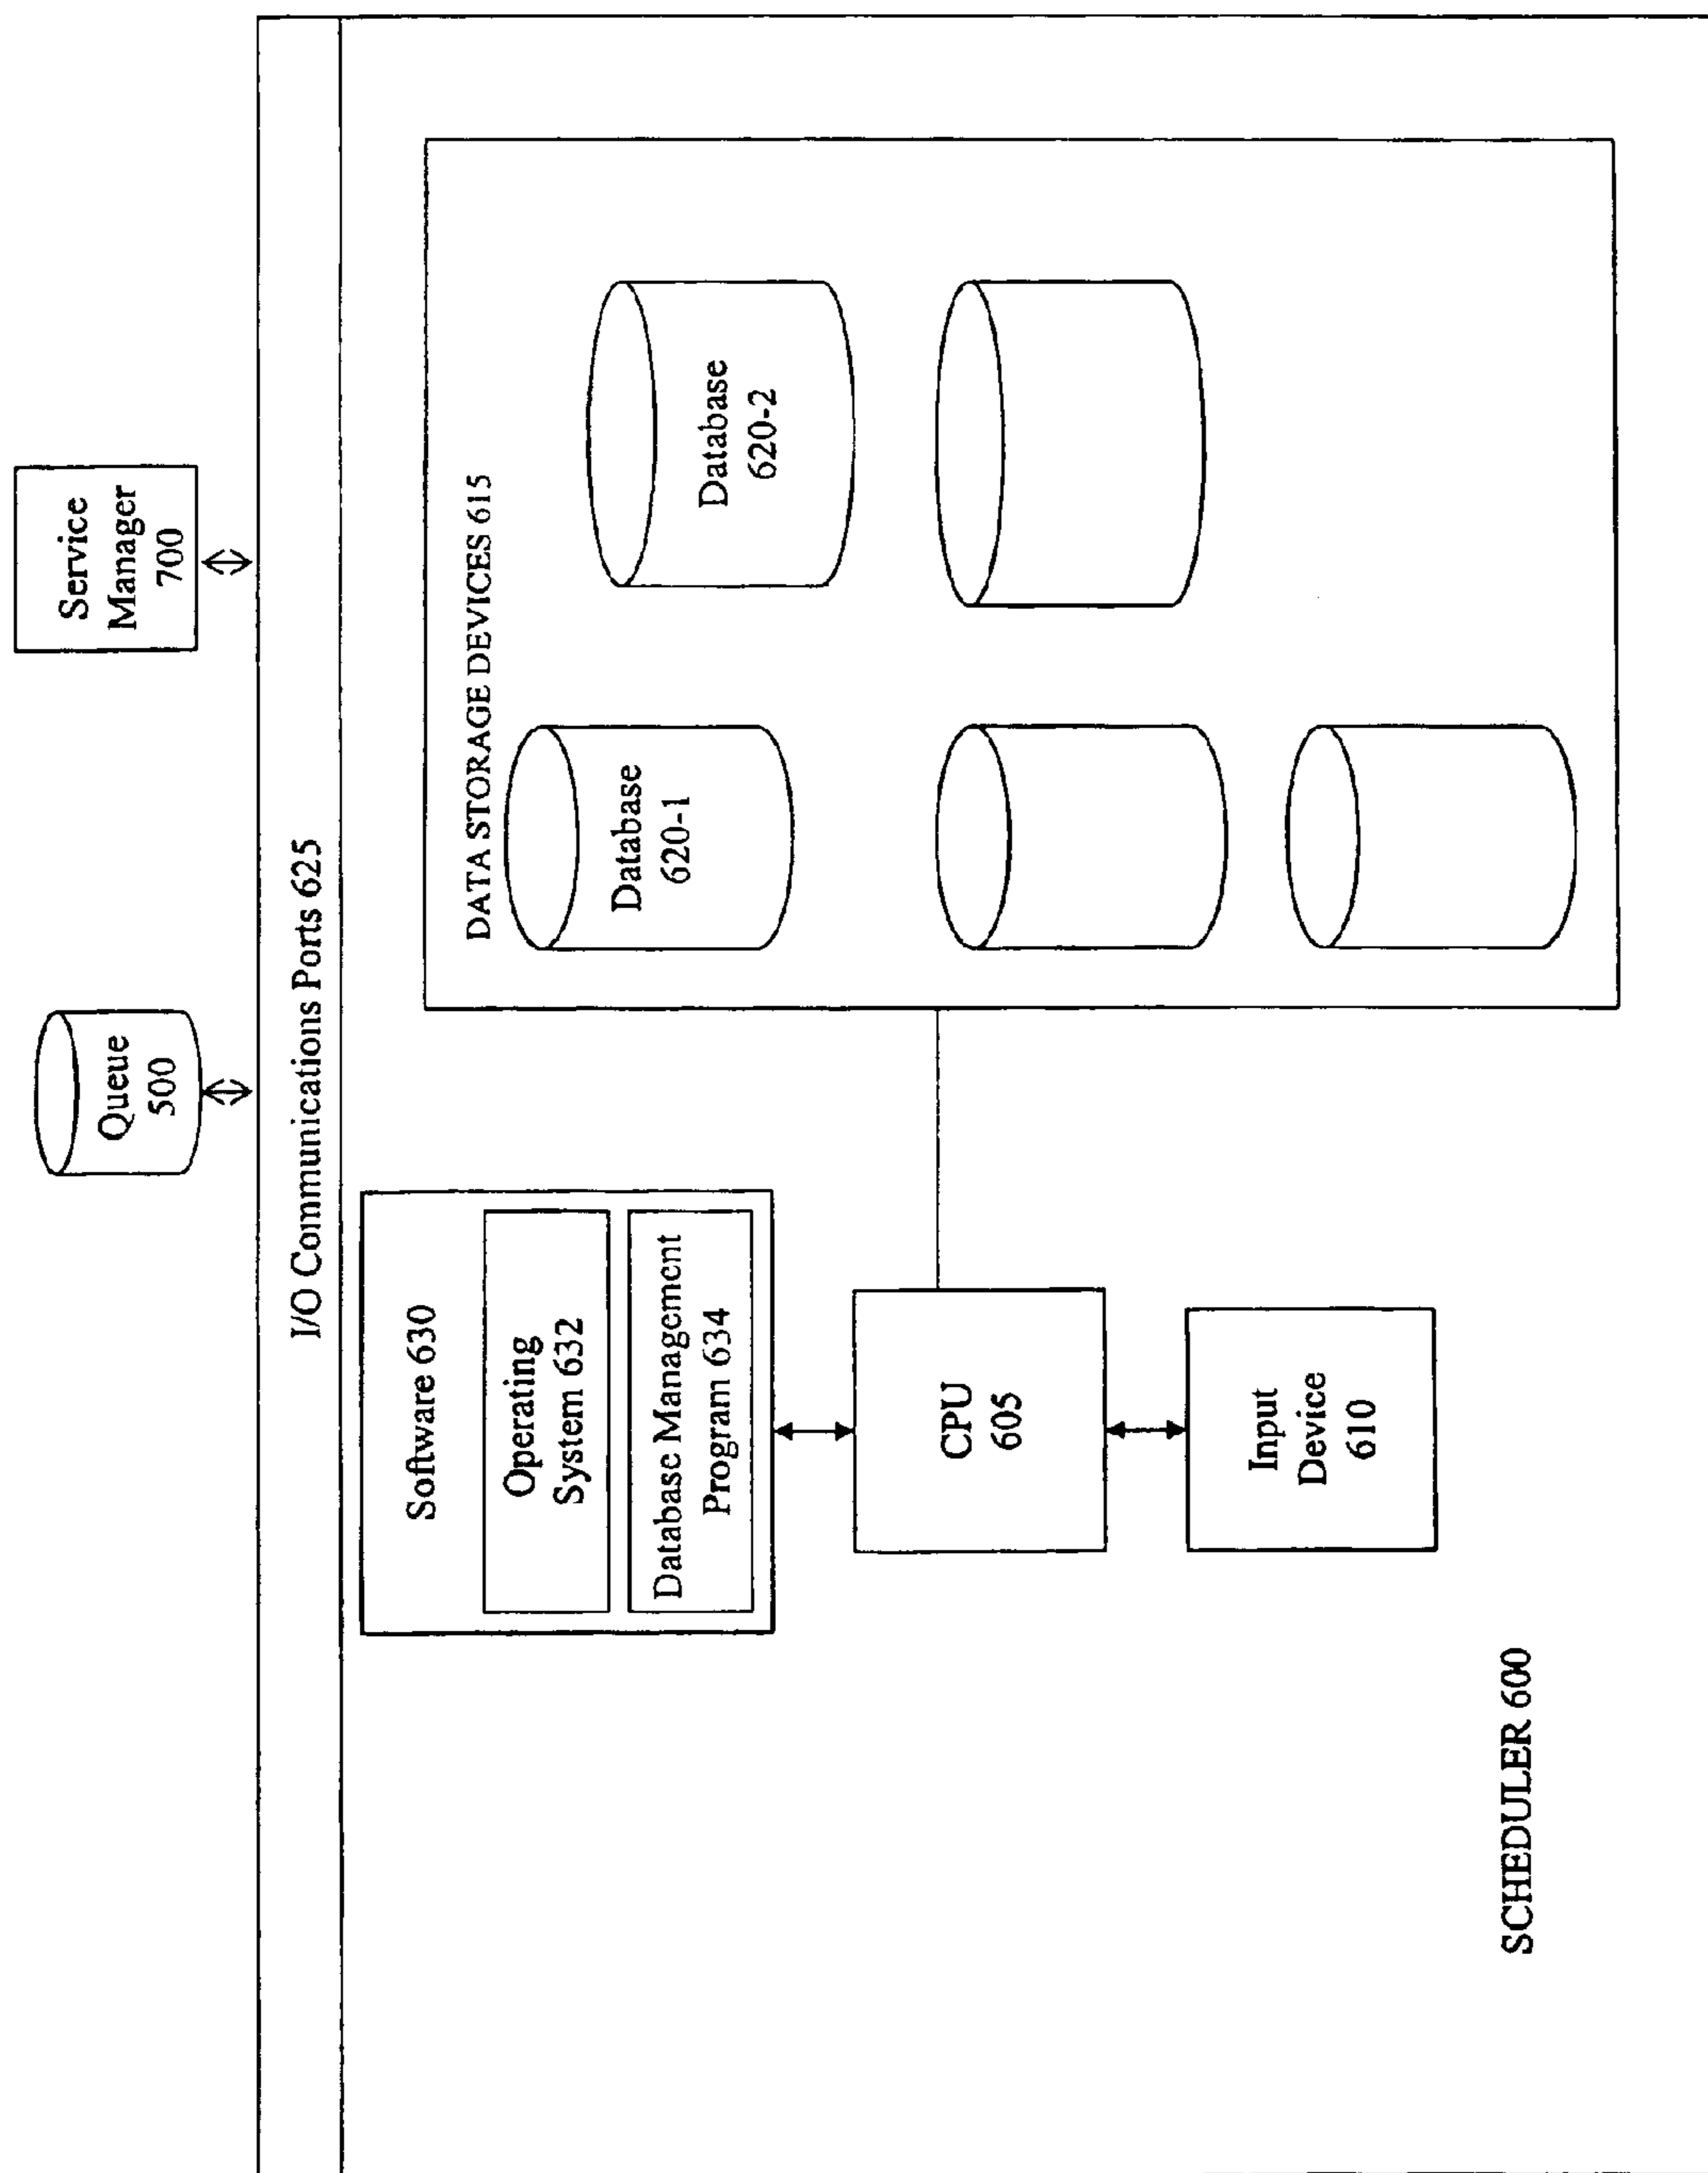 Queue
500
Service
Manager
700
I/O Communications Ports 625
Software 630
Operating
System 632
Database Management
Program 634
CPU
605
Input
Device
610
DATA STORAGE DEVICES 615
Database
620-1
Database
620-2
SCHEDULER 600